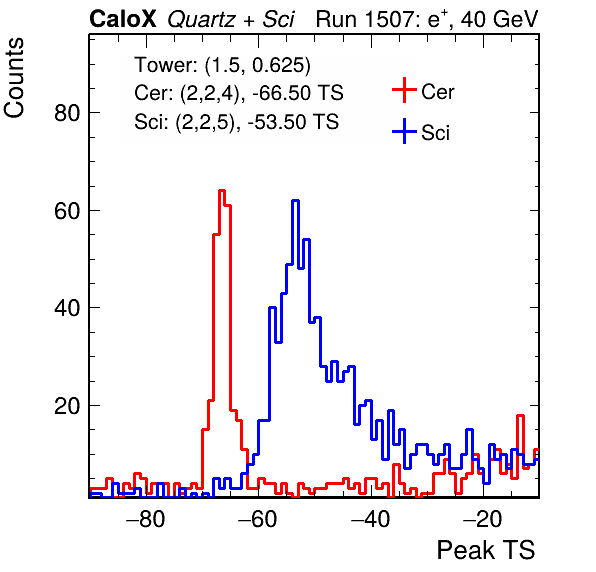 CaloX Quartz + Sci Run 1507: e⁺, 40 GeV
Counts
Tower: (1.5, 0.625)
Cer: (2,2,4), -66.50 TS
Sci: (2,2,5), -53.50 TS
Cer
Sci
80
60
40
20
−80 −60 −40 −20
Peak TS